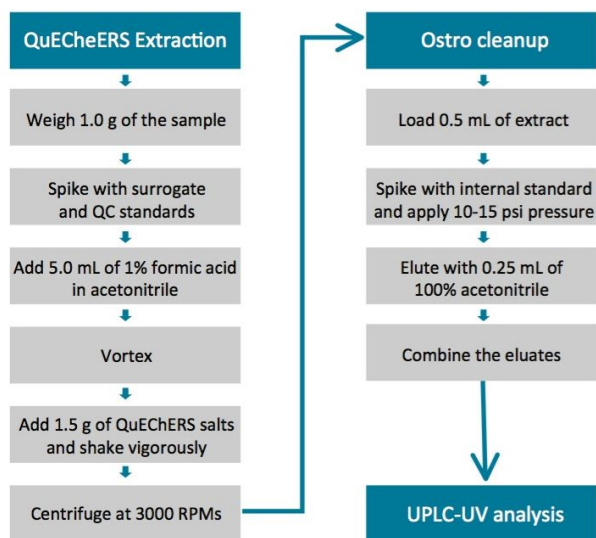 QuECheERS Extraction
Weigh 1.0 g of the sample
Spike with surrogate
and QC standards
Add 5.0 mL of 1% formic acid
in acetonitrile
Vortex
Add 1.5 g of QuEChERS salts
and shake vigorously
Centrifuge at 3000 RPMs
Ostro cleanup
Load 0.5 mL of extract
Spike with internal standard
and apply 10-15 psi pressure
Elute with 0.25 mL of
100% acetonitrile
Combine the eluates
UPLC-UV analysis